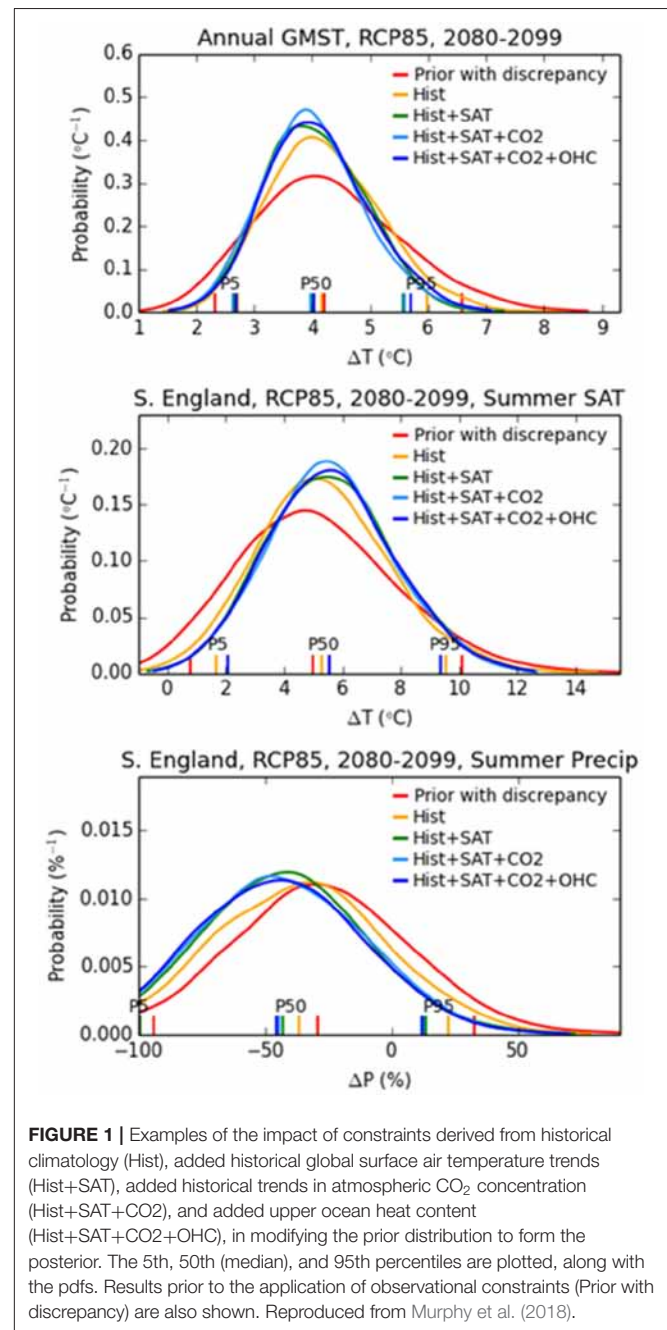 Annual GMST, RCP85, 2080-2099
Probability (°C⁻¹)
0.6
0.5
0.4
0.3
0.2
0.1
0.0
Prior with discrepancy
Hist
Hist+SAT
Hist+SAT+CO2
Hist+SAT+CO2+OHC
P5
P50
P95
1 2 3 4 5 6 7 8 9
ΔT (°C)
S. England, RCP85, 2080-2099, Summer SAT
Probability (°C⁻¹)
0.20
0.15
0.10
0.05
0.00
Prior with discrepancy
Hist
Hist+SAT
Hist+SAT+CO2
Hist+SAT+CO2+OHC
P5
P50
P95
0 2 4 6 8 10 12 14
ΔT (°C)
S. England, RCP85, 2080-2099, Summer Precip
Probability (%⁻¹)
0.015
0.010
0.005
0.000
Prior with discrepancy
Hist
Hist+SAT
Hist+SAT+CO2
Hist+SAT+CO2+OHC
P5
P50
P95
−100 −50 0 50
ΔP (%)
FIGURE 1 | Examples of the impact of constraints derived from historical
climatology (Hist), added historical global surface air temperature trends
(Hist+SAT), added historical trends in atmospheric CO₂ concentration
(Hist+SAT+CO2), and added upper ocean heat content
(Hist+SAT+CO2+OHC), in modifying the prior distribution to form the
posterior. The 5th, 50th (median), and 95th percentiles are plotted, along with
the pdfs. Results prior to the application of observational constraints (Prior with
discrepancy) are also shown. Reproduced from Murphy et al. (2018).